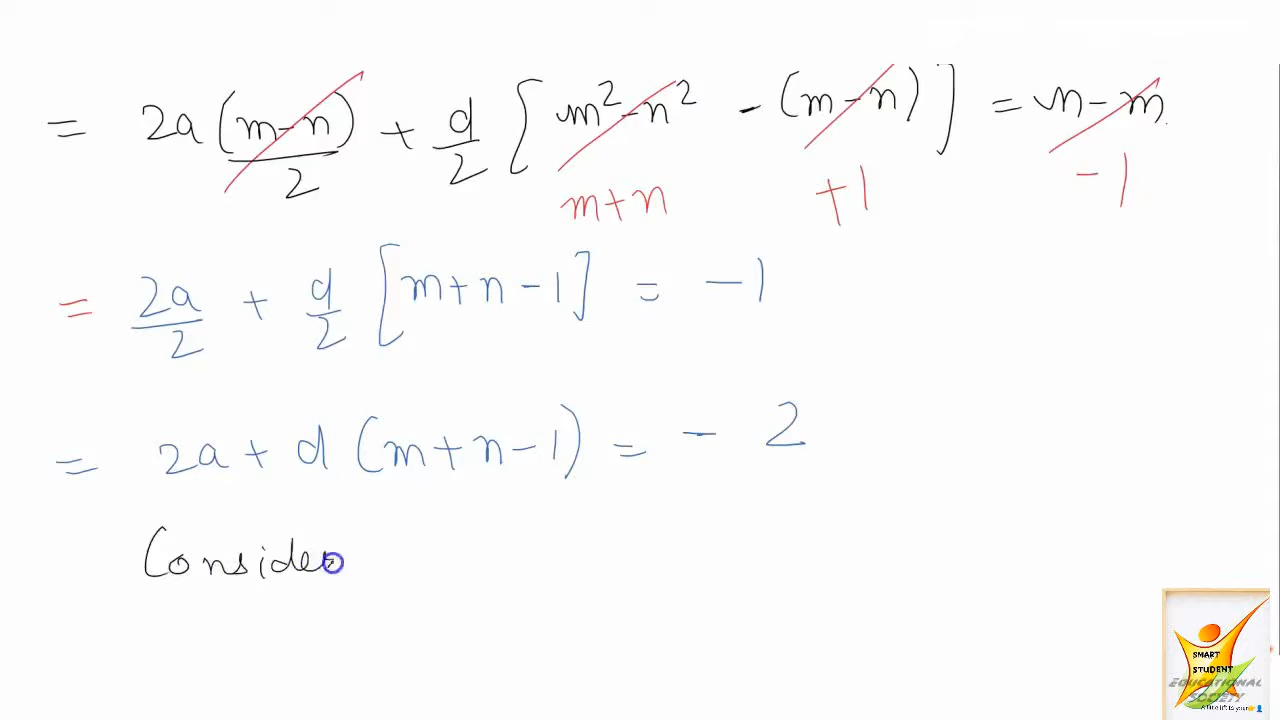 = 2a (m-n)/2 + d/2 [ m² - n² - (m-n) ] = n - m
m+n +1 -1
= 2a/2 + d/2 [m+n-1] = -1
= 2a + d (m+n-1) = - 2
Consider
SMART
STUDENT
EDUCATIONAL
SOCIETY